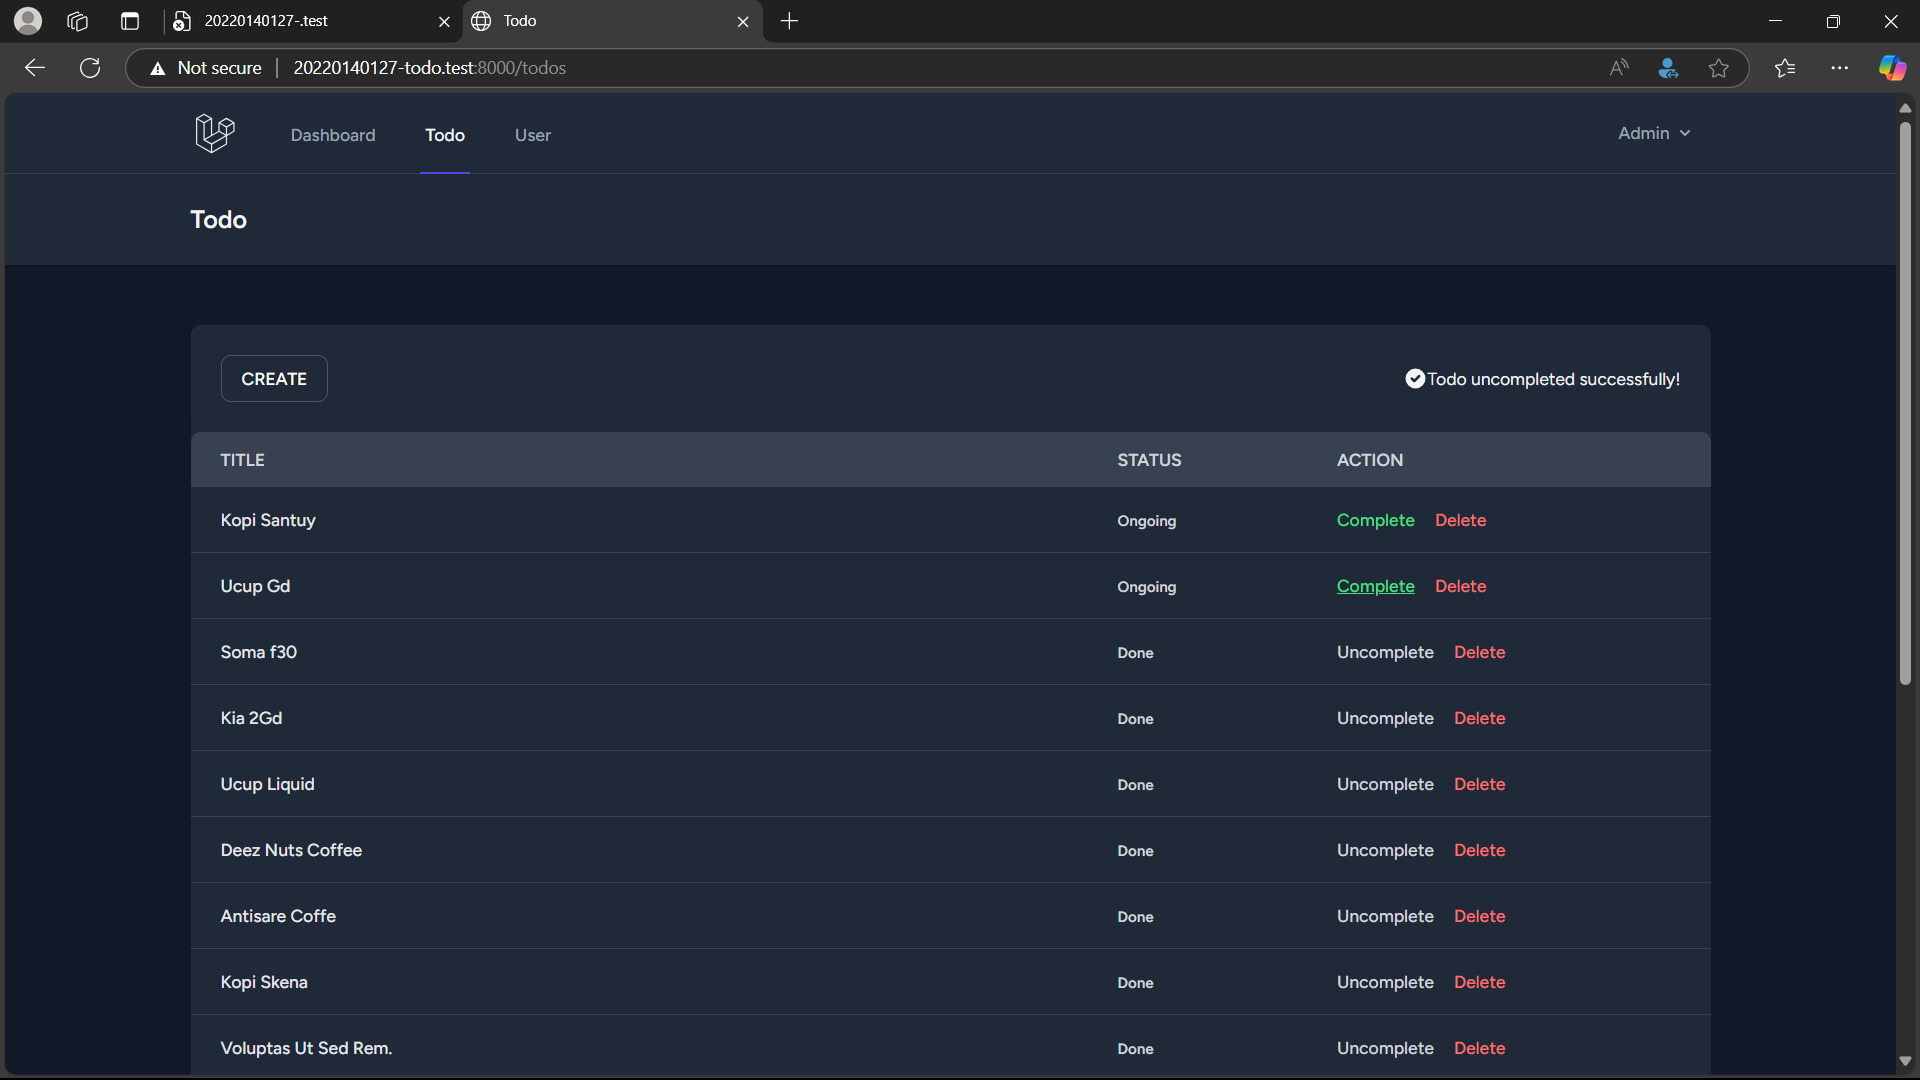 20220140127-.test
Todo
Not secure
20220140127-todo.test:8000/todos
Dashboard Todo User Admin
Todo
CREATE Todo uncompleted successfully!
TITLE STATUS ACTION
Kopi Santuy Ongoing Complete Delete
Ucup Gd Ongoing Complete Delete
Soma f30 Done Uncomplete Delete
Kia 2Gd Done Uncomplete Delete
Ucup Liquid Done Uncomplete Delete
Deez Nuts Coffee Done Uncomplete Delete
Antisare Coffe Done Uncomplete Delete
Kopi Skena Done Uncomplete Delete
Voluptas Ut Sed Rem. Done Uncomplete Delete